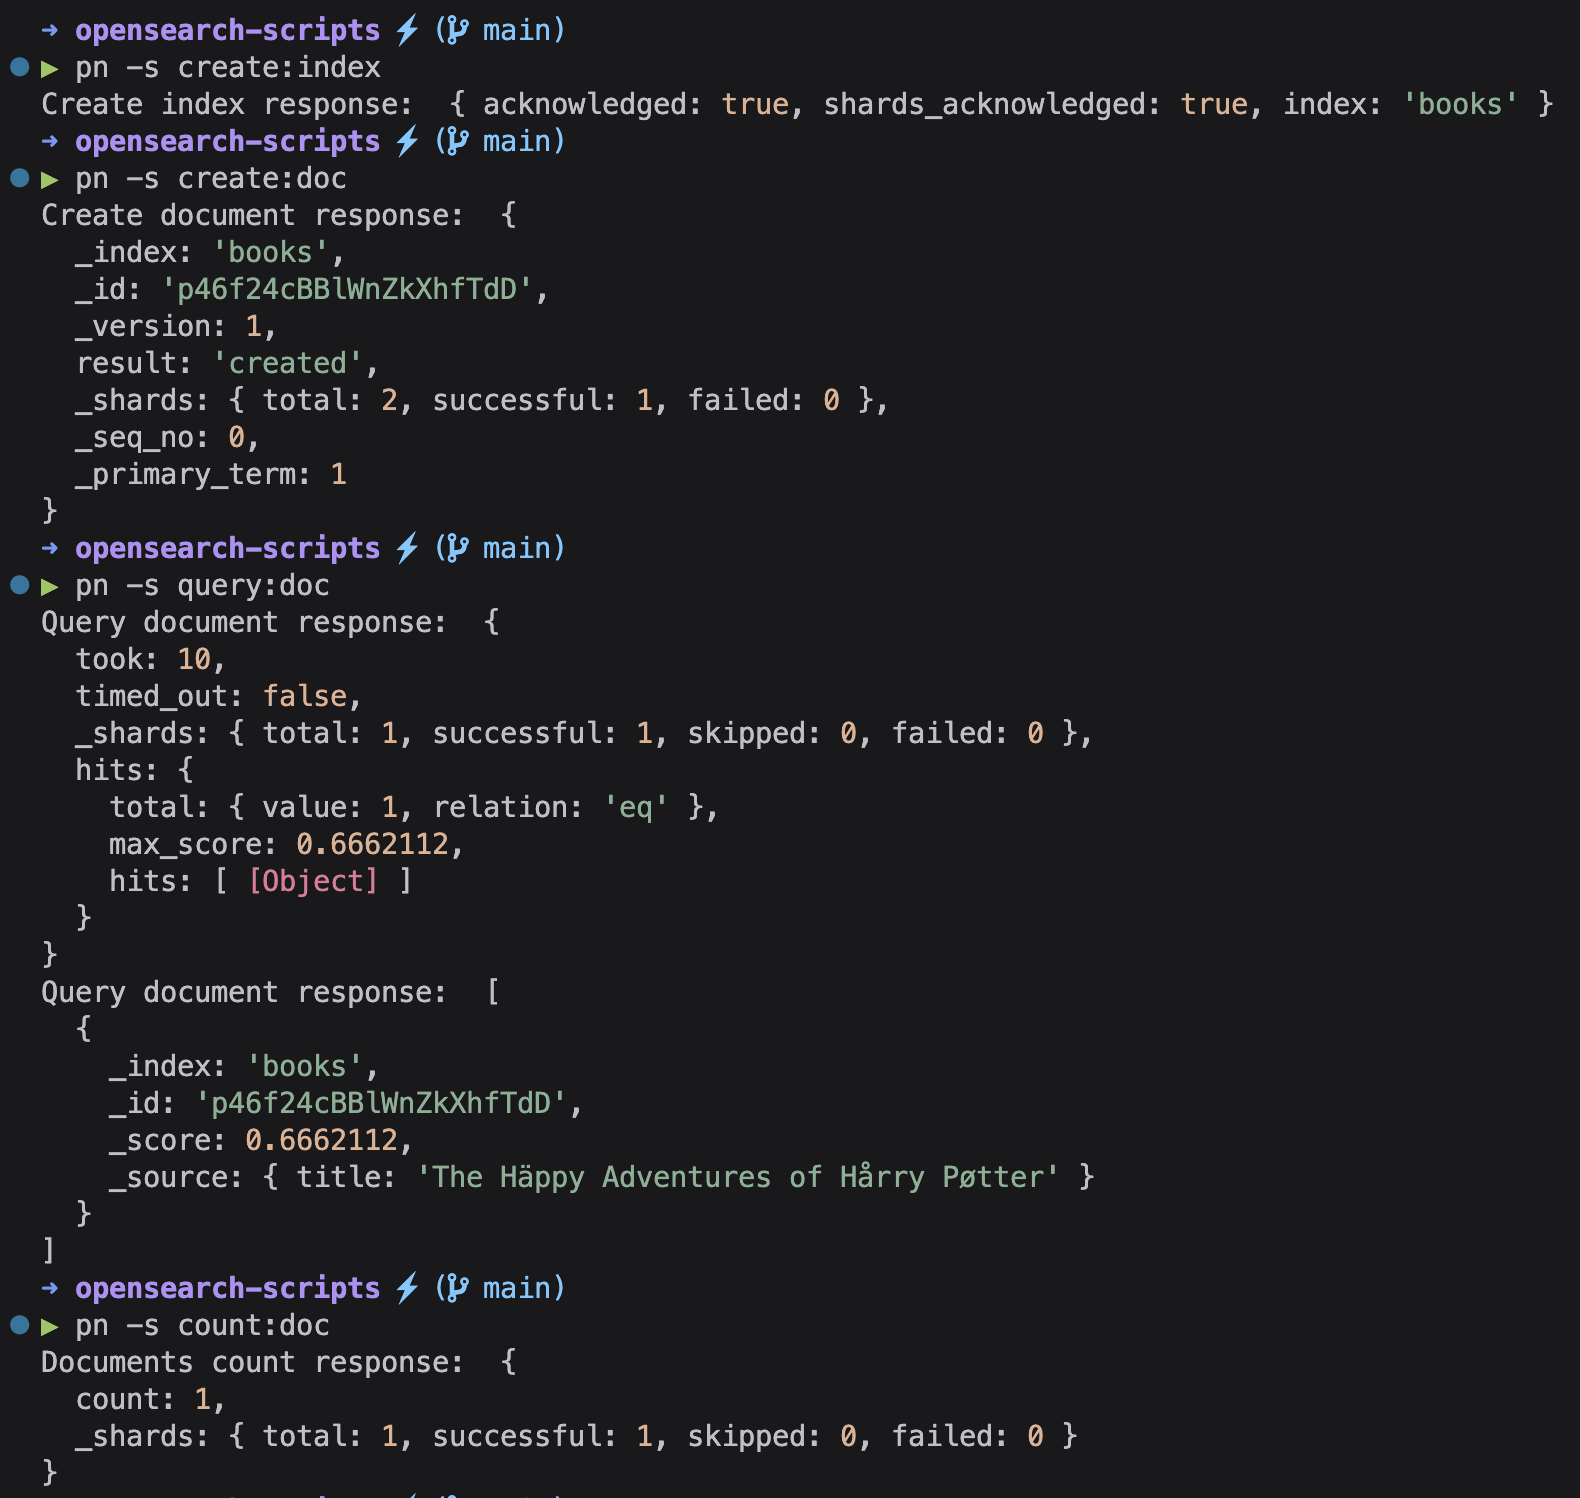 ➜ opensearch-scripts ⚡ ( main)
▶ pn -s create:index
Create index response:  { acknowledged: true, shards_acknowledged: true, index: 'books' }
➜ opensearch-scripts ⚡ ( main)
▶ pn -s create:doc
Create document response:  {
  _index: 'books',
  _id: 'p46f24cBBlWnZkXhfTdD',
  _version: 1,
  result: 'created',
  _shards: { total: 2, successful: 1, failed: 0 },
  _seq_no: 0,
  _primary_term: 1
}
➜ opensearch-scripts ⚡ ( main)
▶ pn -s query:doc
Query document response:  {
  took: 10,
  timed_out: false,
  _shards: { total: 1, successful: 1, skipped: 0, failed: 0 },
  hits: {
    total: { value: 1, relation: 'eq' },
    max_score: 0.6662112,
    hits: [ [Object] ]
  }
}
Query document response:  [
  {
    _index: 'books',
    _id: 'p46f24cBBlWnZkXhfTdD',
    _score: 0.6662112,
    _source: { title: 'The Häppy Adventures of Hårry Pøtter' }
  }
]
➜ opensearch-scripts ⚡ ( main)
▶ pn -s count:doc
Documents count response:  {
  count: 1,
  _shards: { total: 1, successful: 1, skipped: 0, failed: 0 }
}